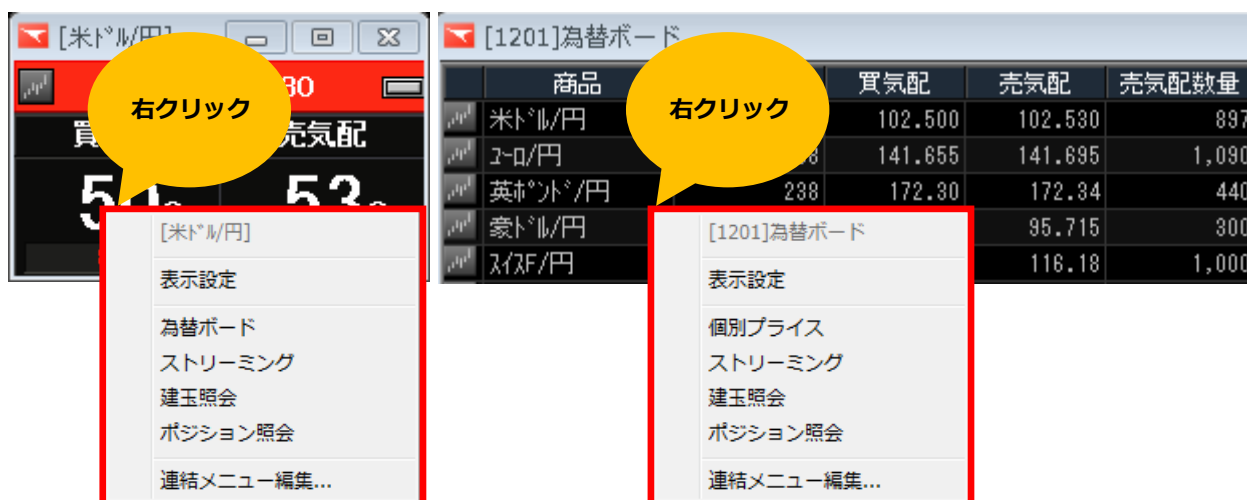 [米ﾄﾞﾙ/円]
右クリック
売気配
[米ﾄﾞﾙ/円]
表示設定
為替ボード
ストリーミング
建玉照会
ポジション照会
連結メニュー編集...
[1201]為替ボード
商品 買気配 売気配 売気配数量
右クリック
米ﾄﾞﾙ/円 102.500 102.530 897
ﾕｰﾛ/円 141.655 141.695 1,090
英ﾎﾟﾝﾄﾞ/円 238 172.30 172.34 440
豪ﾄﾞﾙ/円 95.715 300
ｽｲｽF/円 116.18 1,000
[1201]為替ボード
表示設定
個別プライス
ストリーミング
建玉照会
ポジション照会
連結メニュー編集...